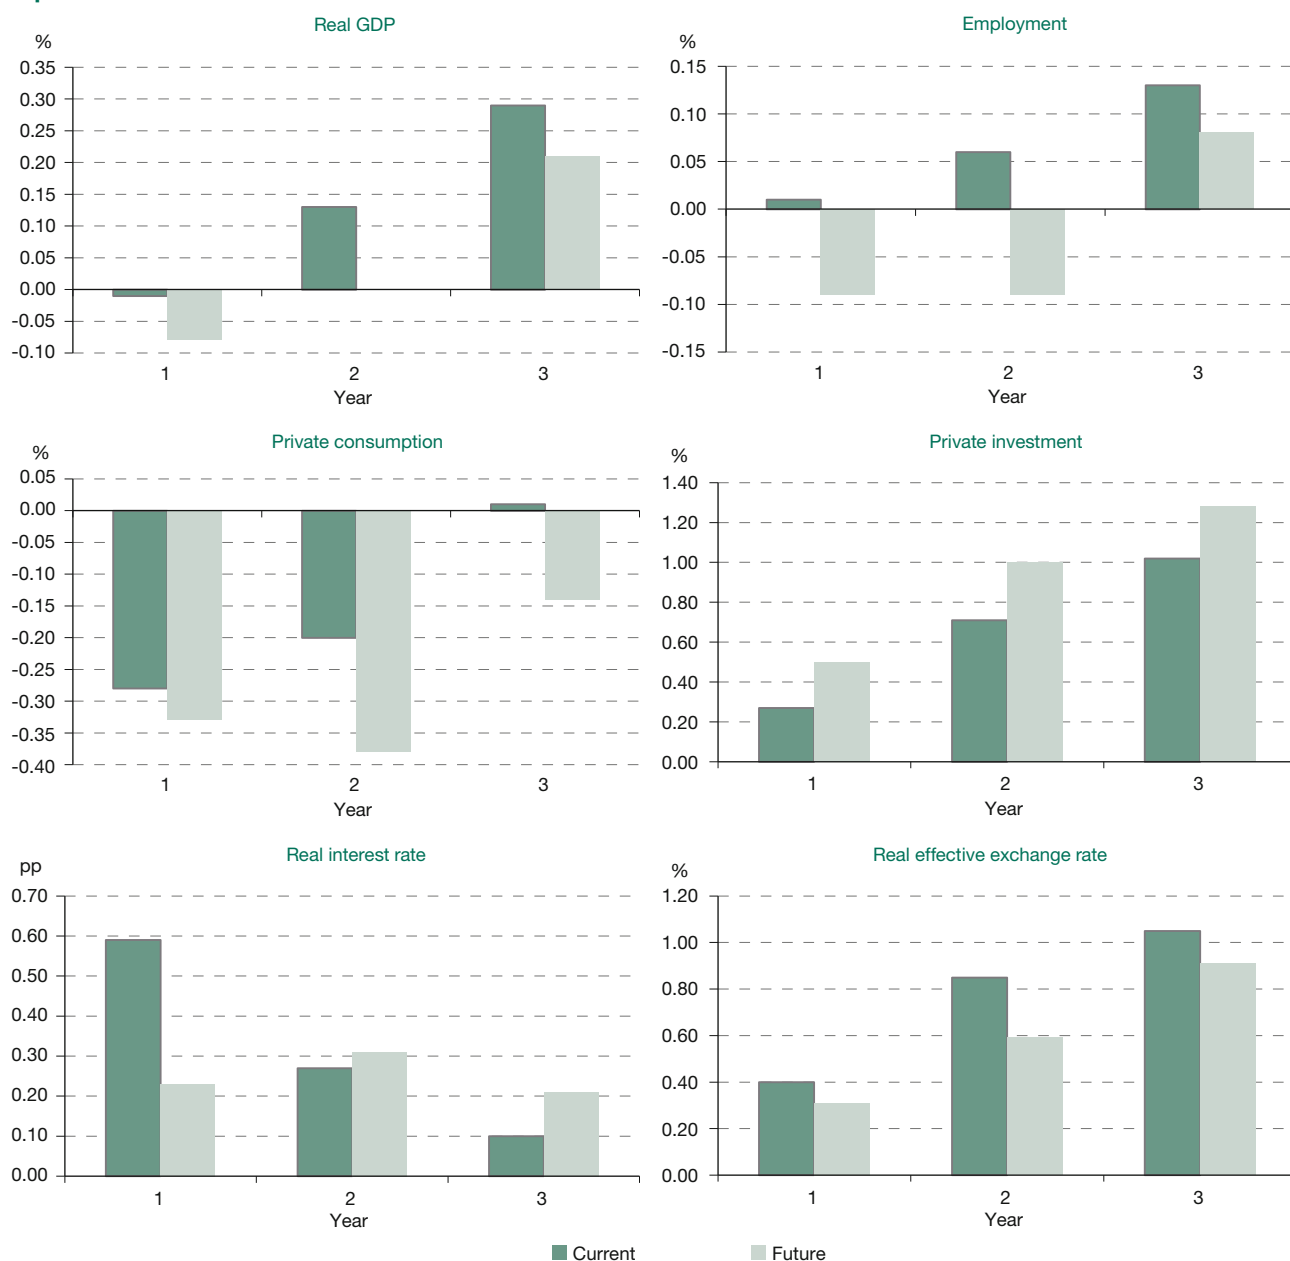 Real GDP
%
0.35
0.30
0.25
0.20
0.15
0.10
0.05
0.00
-0.05
-0.10
1 2 3
Year
Employment
%
0.15
0.10
0.05
0.00
-0.05
-0.10
-0.15
1 2 3
Year
Private consumption
%
0.05
0.00
-0.05
-0.10
-0.15
-0.20
-0.25
-0.30
-0.35
-0.40
1 2 3
Year
Private investment
%
1.40
1.20
1.00
0.80
0.60
0.40
0.20
0.00
1 2 3
Year
Real interest rate
pp
0.70
0.60
0.50
0.40
0.30
0.20
0.10
0.00
1 2 3
Year
Real effective exchange rate
%
1.20
1.00
0.80
0.60
0.40
0.20
0.00
1 2 3
Year
Current Future